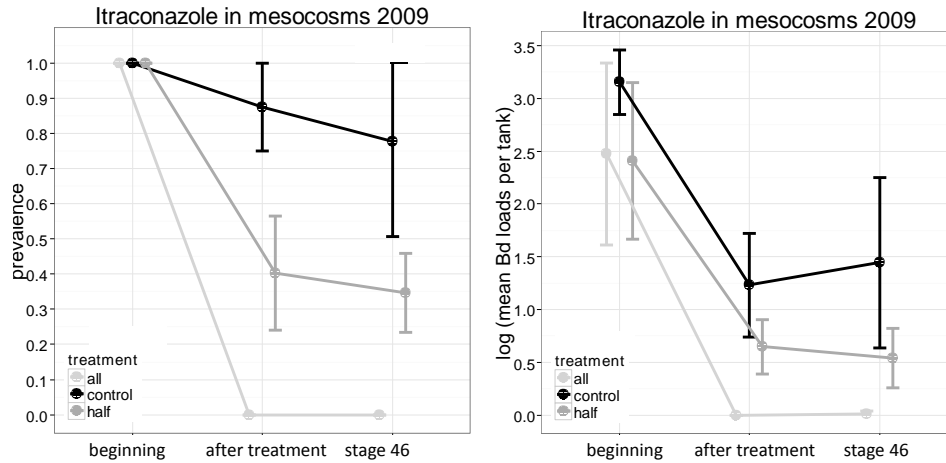 Itraconazole in mesocosms 2009
prevalence
1.0
0.9
0.8
0.7
0.6
0.5
0.4
0.3
0.2
0.1
0.0
treatment
all
control
half
beginning after treatment stage 46
Itraconazole in mesocosms 2009
log (mean Bd loads per tank)
3.5
3.0
2.5
2.0
1.5
1.0
0.5
0.0
treatment
all
control
half
beginning after treatment stage 46